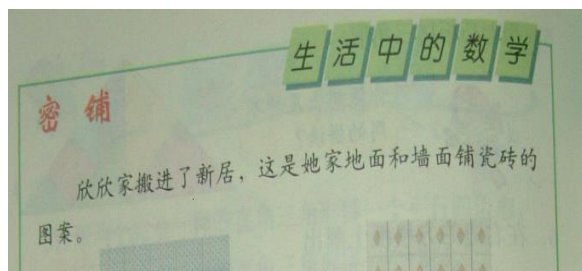 生活中的数学
密铺
欣欣家搬进了新居，这是她家地面和墙面铺瓷砖的
图案。